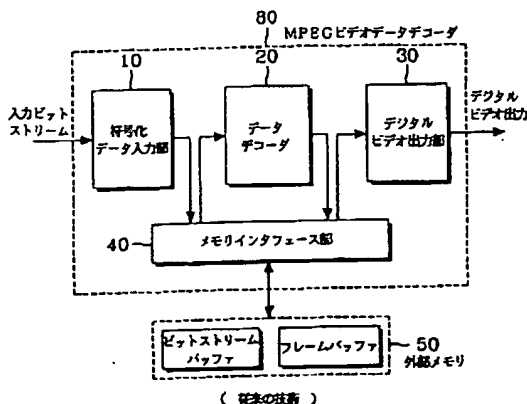 80
MPEGビデオデータデコーダ
10
20
30
入力ビット
ストリーム
符号化
データ入力部
データ
デコーダ
デジタル
ビデオ出力部
デジタル
ビデオ出力
40
メモリインタフェース部
ビットストリーム
バッファ
フレームバッファ
50
外部メモリ
( 従来の技術 )